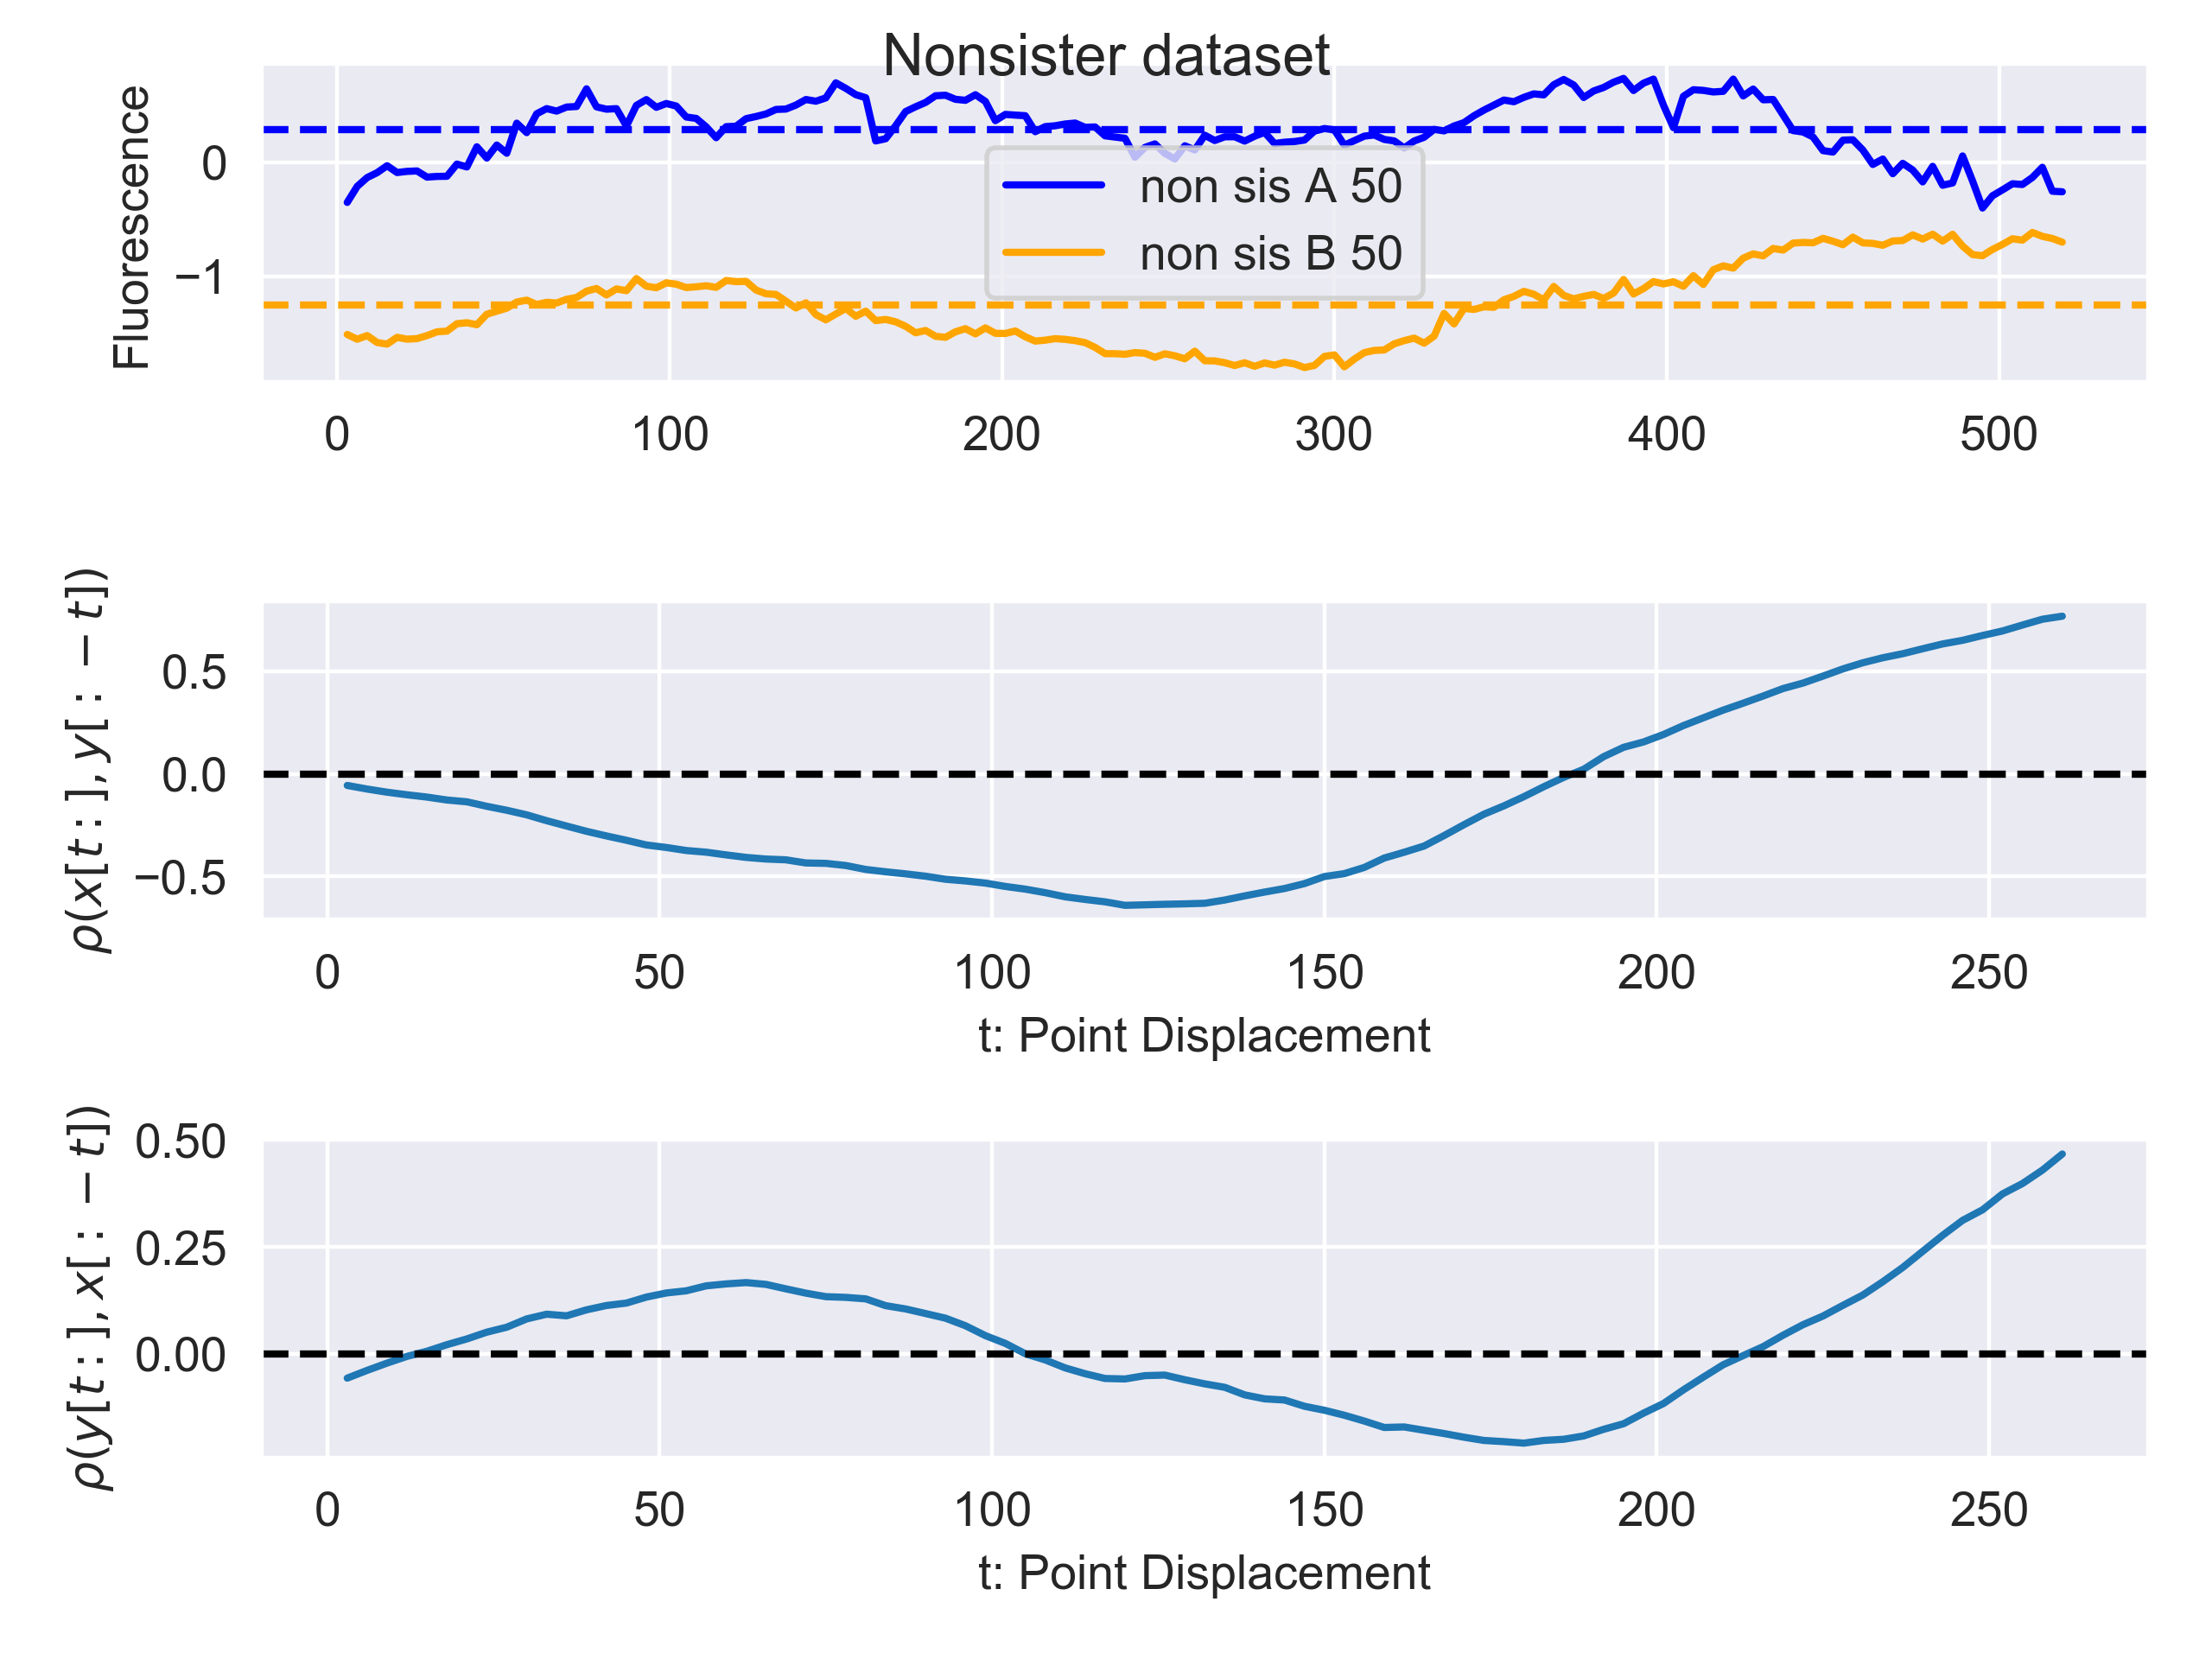 Nonsister dataset
Fluorescence
0
−1
non sis A 50
non sis B 50
0 100 200 300 400 500
ρ(x[t:], y[: −t])
0.5
0.0
−0.5
0 50 100 150 200 250
t: Point Displacement
ρ(y[t:], x[: −t])
0.50
0.25
0.00
0 50 100 150 200 250
t: Point Displacement